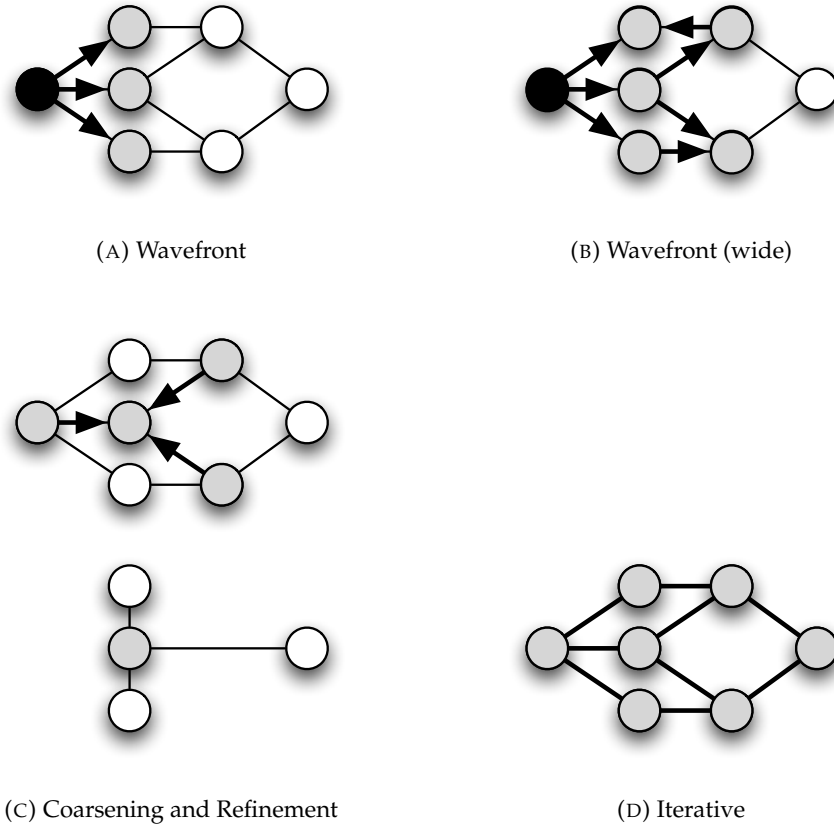 (A) Wavefront
(B) Wavefront (wide)
(C) Coarsening and Refinement
(D) Iterative